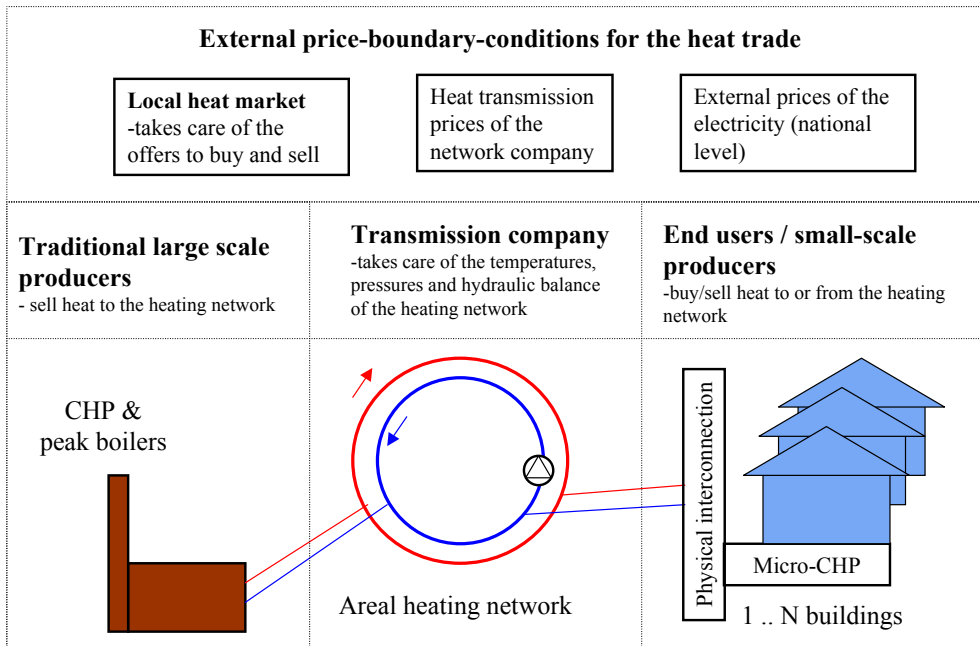 External price-boundary-conditions for the heat trade
Local heat market
-takes care of the
offers to buy and sell
Heat transmission
prices of the
network company
External prices of the
electricity (national
level)
Traditional large scale
producers
- sell heat to the heating network
Transmission company
-takes care of the temperatures,
pressures and hydraulic balance
of the heating network
End users / small-scale
producers
-buy/sell heat to or from the heating
network
CHP &
peak boilers
Areal heating network
Physical interconnection
Micro-CHP
1 .. N buildings